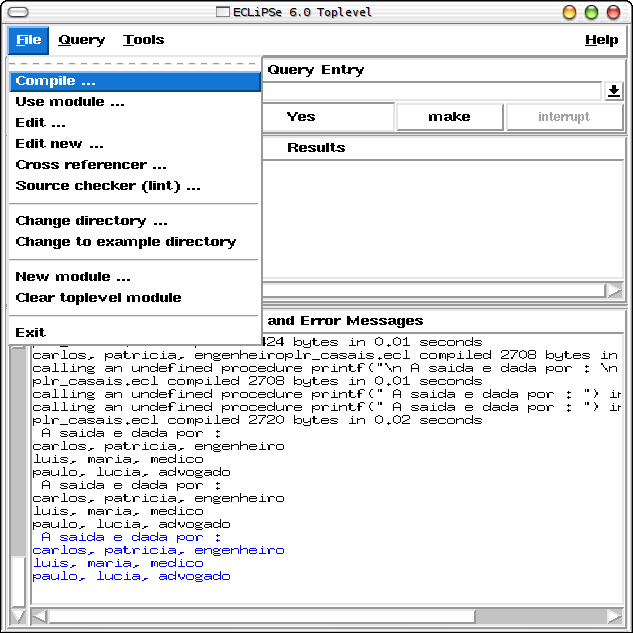 ECLiPSe 6.0 Toplevel
File Query Tools Help
Compile ...
Use module ...
Edit ...
Edit new ...
Cross referencer ...
Source checker (lint) ...
Change directory ...
Change to example directory
New module ...
Clear toplevel module
Exit
Query Entry
Yes make interrupt
Results
and Error Messages
424 bytes in 0.01 seconds
carlos, patricia, engenheiroplr_casais.ecl compiled 2708 bytes in
calling an undefined procedure printf("\n A saida e dada por : \n
plr_casais.ecl compiled 2708 bytes in 0.01 seconds
calling an undefined procedure printf(" A saida e dada por : ") in
calling an undefined procedure printf(" A saida e dada por : ") in
plr_casais.ecl compiled 2720 bytes in 0.02 seconds
A saida e dada por :
carlos, patricia, engenheiro
luis, maria, medico
paulo, lucia, advogado
A saida e dada por :
carlos, patricia, engenheiro
luis, maria, medico
paulo, lucia, advogado
A saida e dada por :
carlos, patricia, engenheiro
luis, maria, medico
paulo, lucia, advogado